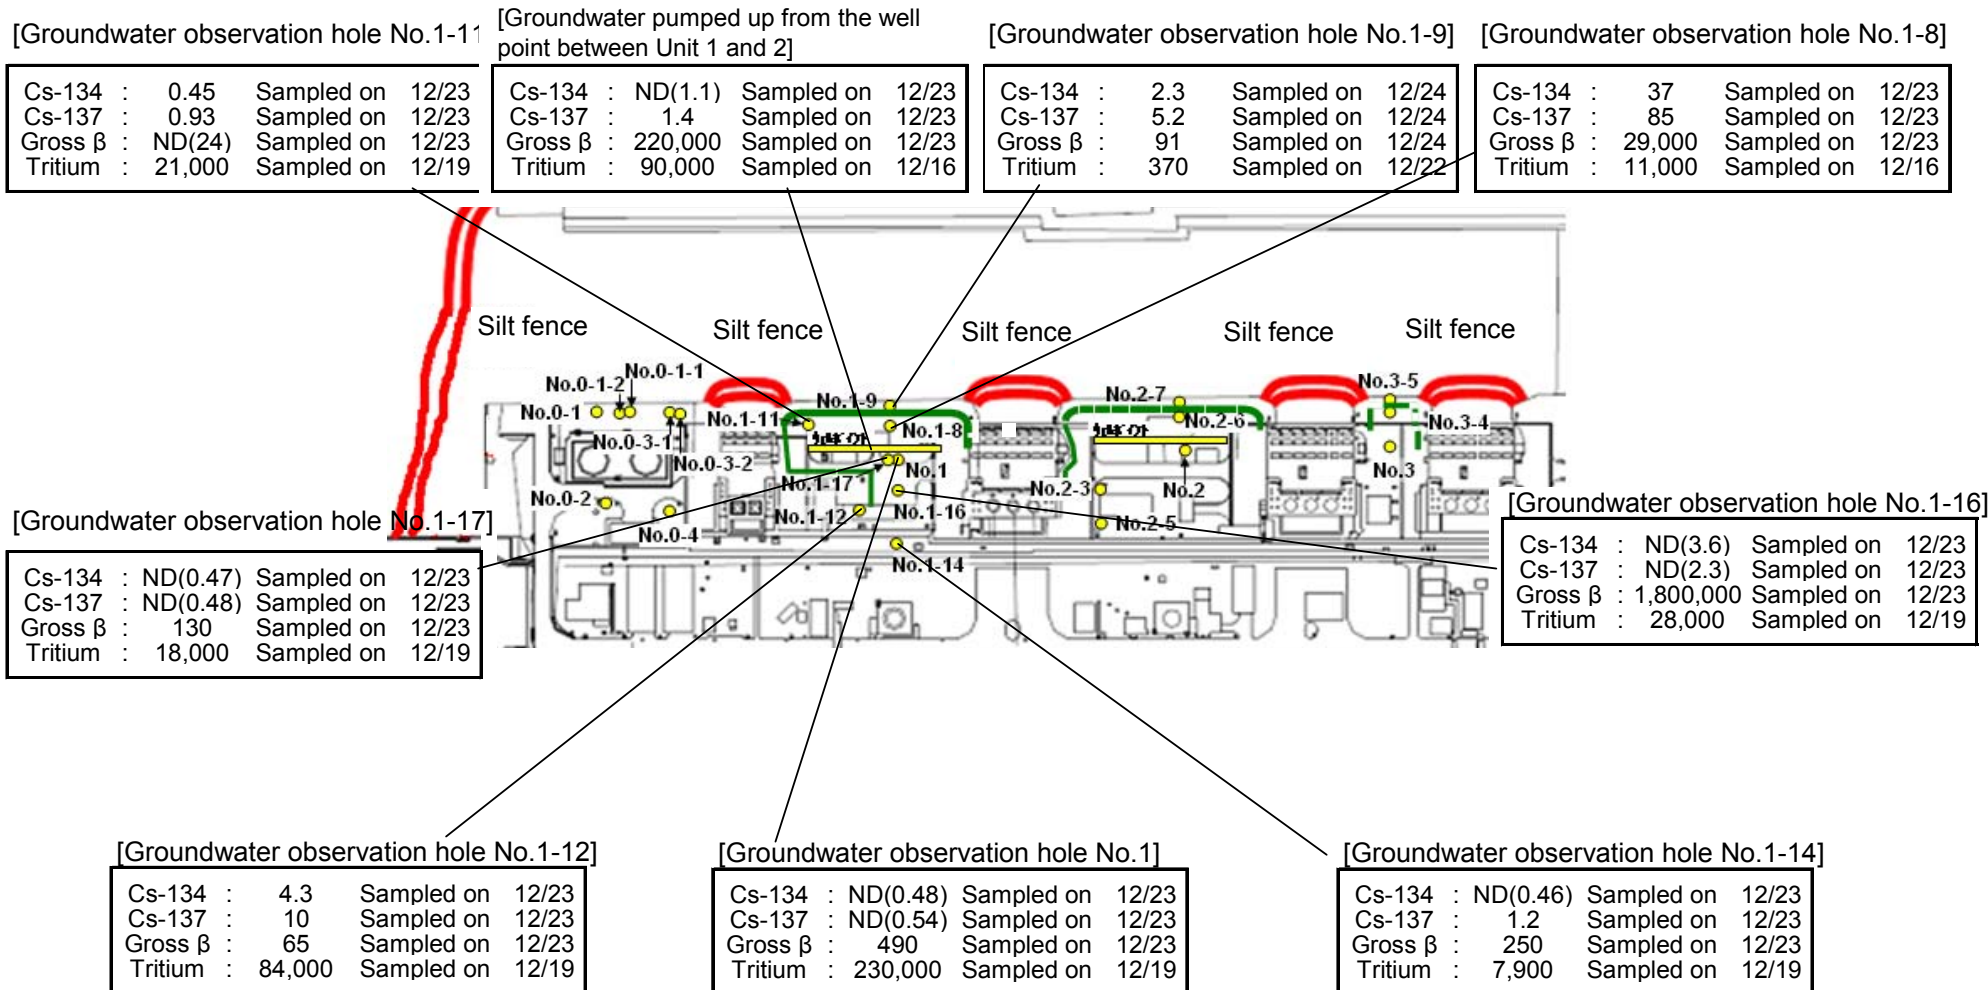 [Groundwater observation hole No.1-11
Cs-134 : 0.45 Sampled on 12/23
Cs-137 : 0.93 Sampled on 12/23
Gross β : ND(24) Sampled on 12/23
Tritium : 21,000 Sampled on 12/19
[Groundwater pumped up from the well
point between Unit 1 and 2]
Cs-134 : ND(1.1) Sampled on 12/23
Cs-137 : 1.4 Sampled on 12/23
Gross β : 220,000 Sampled on 12/23
Tritium : 90,000 Sampled on 12/16
[Groundwater observation hole No.1-9]
Cs-134 : 2.3 Sampled on 12/24
Cs-137 : 5.2 Sampled on 12/24
Gross β : 91 Sampled on 12/24
Tritium : 370 Sampled on 12/22
[Groundwater observation hole No.1-8]
Cs-134 : 37 Sampled on 12/23
Cs-137 : 85 Sampled on 12/23
Gross β : 29,000 Sampled on 12/23
Tritium : 11,000 Sampled on 12/16
Silt fence
Silt fence
Silt fence
Silt fence
Silt fence
No.0-1-1
No.0-1-2
No.0-1
No.0-3-1
No.0-3-2
No.0-2
No.0-4
No.1-9
No.1-11
No.1-8
No.1
No.1-17
No.1-12
No.1-16
No.1-14
No.2-7
No.2-6
No.2-3
No.2
No.2-5
No.3-5
No.3-4
No.3
[Groundwater observation hole No.1-17]
Cs-134 : ND(0.47) Sampled on 12/23
Cs-137 : ND(0.48) Sampled on 12/23
Gross β : 130 Sampled on 12/23
Tritium : 18,000 Sampled on 12/19
[Groundwater observation hole No.1-16]
Cs-134 : ND(3.6) Sampled on 12/23
Cs-137 : ND(2.3) Sampled on 12/23
Gross β : 1,800,000 Sampled on 12/23
Tritium : 28,000 Sampled on 12/19
[Groundwater observation hole No.1-12]
Cs-134 : 4.3 Sampled on 12/23
Cs-137 : 10 Sampled on 12/23
Gross β : 65 Sampled on 12/23
Tritium : 84,000 Sampled on 12/19
[Groundwater observation hole No.1]
Cs-134 : ND(0.48) Sampled on 12/23
Cs-137 : ND(0.54) Sampled on 12/23
Gross β : 490 Sampled on 12/23
Tritium : 230,000 Sampled on 12/19
[Groundwater observation hole No.1-14]
Cs-134 : ND(0.46) Sampled on 12/23
Cs-137 : 1.2 Sampled on 12/23
Gross β : 250 Sampled on 12/23
Tritium : 7,900 Sampled on 12/19